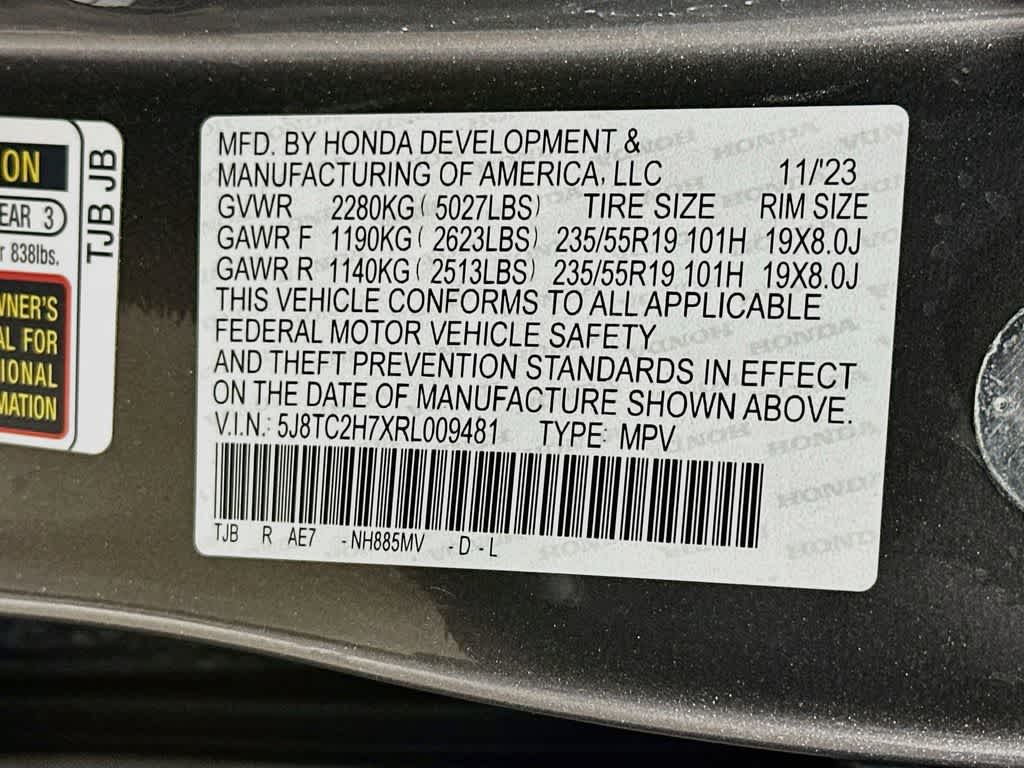 ON
EAR 3
r 838lbs.
WNER'S
AL FOR
IONAL
MATION
TJB JB
MFD. BY HONDA DEVELOPMENT &
MANUFACTURING OF AMERICA, LLC 11/'23
GVWR 2280KG ( 5027LBS) TIRE SIZE RIM SIZE
GAWR F 1190KG ( 2623LBS) 235/55R19 101H 19X8.0J
GAWR R 1140KG ( 2513LBS) 235/55R19 101H 19X8.0J
THIS VEHICLE CONFORMS TO ALL APPLICABLE
FEDERAL MOTOR VEHICLE SAFETY
AND THEFT PREVENTION STANDARDS IN EFFECT
ON THE DATE OF MANUFACTURE SHOWN ABOVE.
V.I.N.: 5J8TC2H7XRL009481 TYPE: MPV
TJB R AE7 -NH885MV -D -L